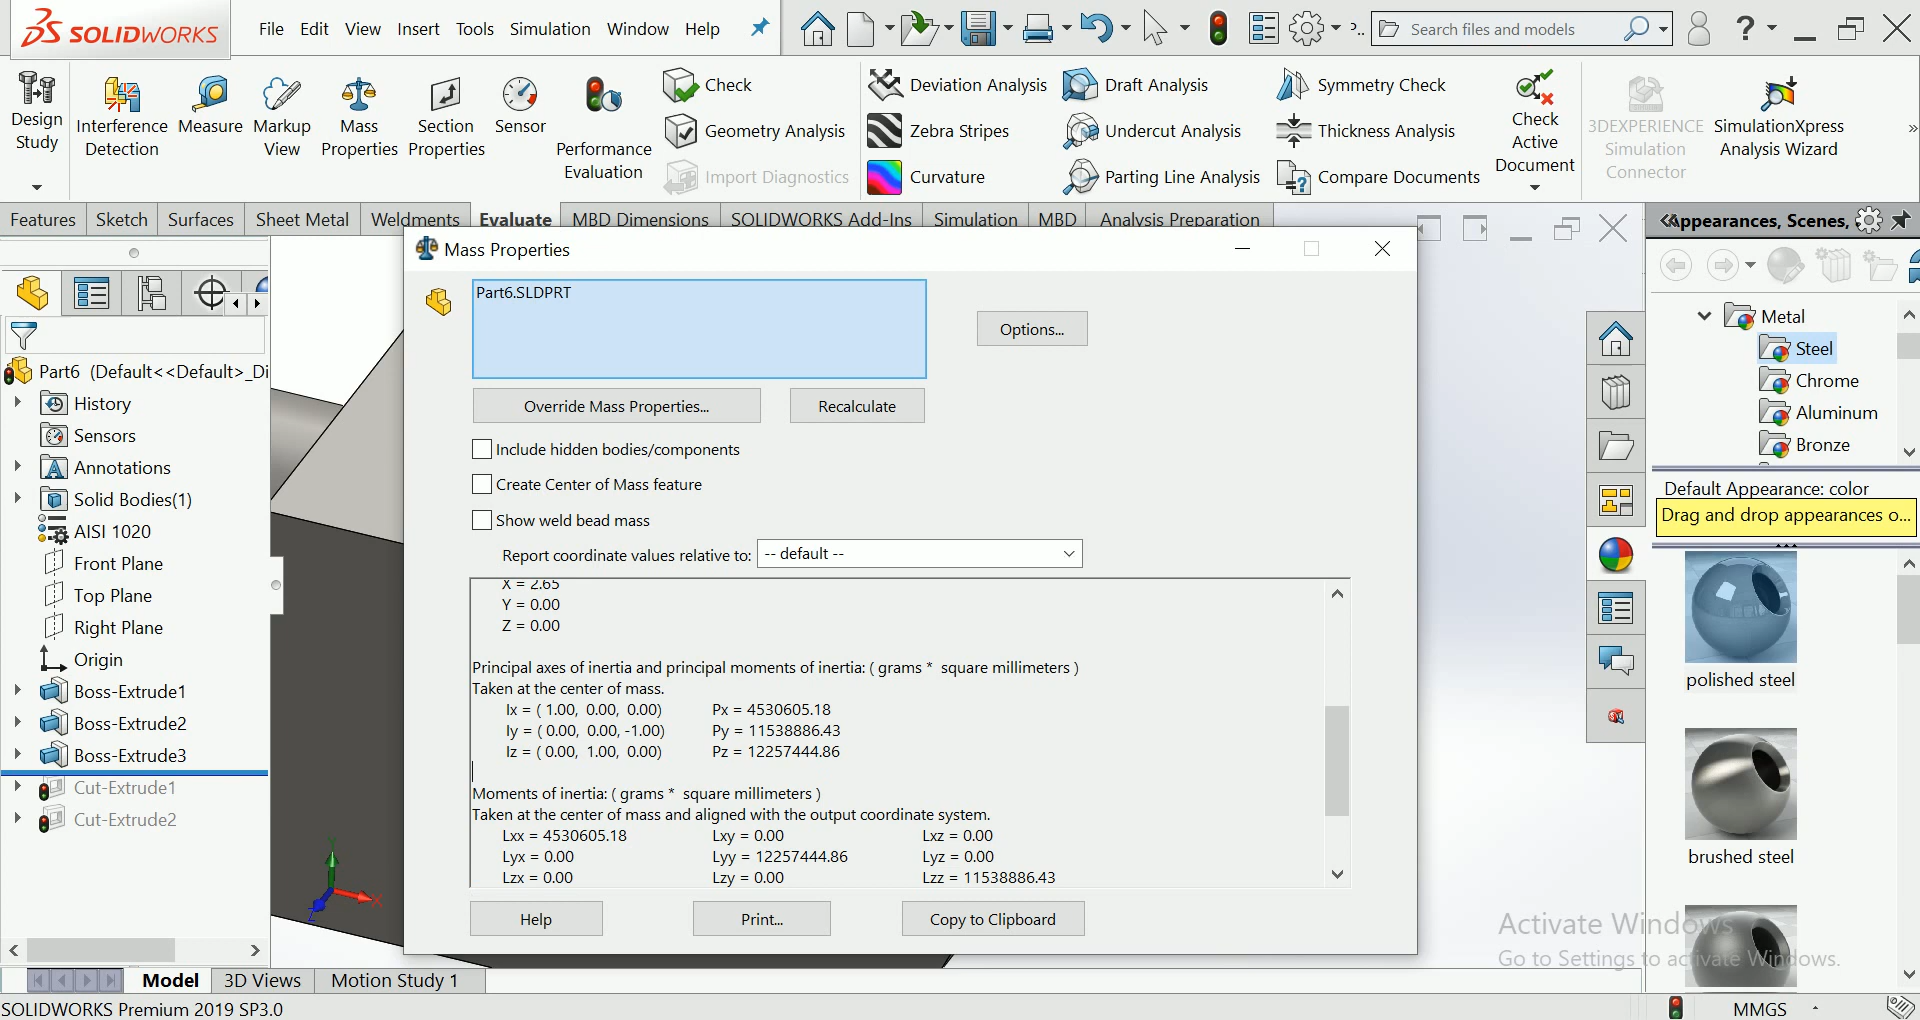 SOLIDWORKS
File Edit View Insert Tools Simulation Window Help
Search files and models
?
Design Study
Interference Detection
Measure
Markup View
Mass Properties
Section Properties
Sensor
Performance Evaluation
Check
Geometry Analysis
Import Diagnostics
Deviation Analysis
Zebra Stripes
Curvature
Draft Analysis
Undercut Analysis
Parting Line Analysis
Symmetry Check
Thickness Analysis
Compare Documents
Check Active Document
3DEXPERIENCE Simulation Connector
SimulationXpress Analysis Wizard
Features Sketch Surfaces Sheet Metal Weldments Evaluate MBD Dimensions SOLIDWORKS Add-Ins Simulation MBD Analysis Preparation
Appearances, Scenes,
Part6 (Default<<Default>_Di
History
Sensors
Annotations
Solid Bodies(1)
AISI 1020
Front Plane
Top Plane
Right Plane
Origin
Boss-Extrude1
Boss-Extrude2
Boss-Extrude3
Cut-Extrude1
Cut-Extrude2
Mass Properties
Part6.SLDPRT
Options...
Override Mass Properties...
Recalculate
Include hidden bodies/components
Create Center of Mass feature
Show weld bead mass
Report coordinate values relative to: -- default --
X = 2.65
Y = 0.00
Z = 0.00
Principal axes of inertia and principal moments of inertia: ( grams * square millimeters )
Taken at the center of mass.
Ix = ( 1.00, 0.00, 0.00) Px = 4530605.18
Iy = ( 0.00, 0.00, -1.00) Py = 11538886.43
Iz = ( 0.00, 1.00, 0.00) Pz = 12257444.86
Moments of inertia: ( grams * square millimeters )
Taken at the center of mass and aligned with the output coordinate system.
Lxx = 4530605.18 Lxy = 0.00 Lxz = 0.00
Lyx = 0.00 Lyy = 12257444.86 Lyz = 0.00
Lzx = 0.00 Lzy = 0.00 Lzz = 11538886.43
Help
Print...
Copy to Clipboard
Metal
Steel
Chrome
Aluminum
Bronze
Default Appearance: color
Drag and drop appearances o...
polished steel
brushed steel
Activate Windows
Go to Settings to activate Windows.
Model 3D Views Motion Study 1
SOLIDWORKS Premium 2019 SP3.0
MMGS